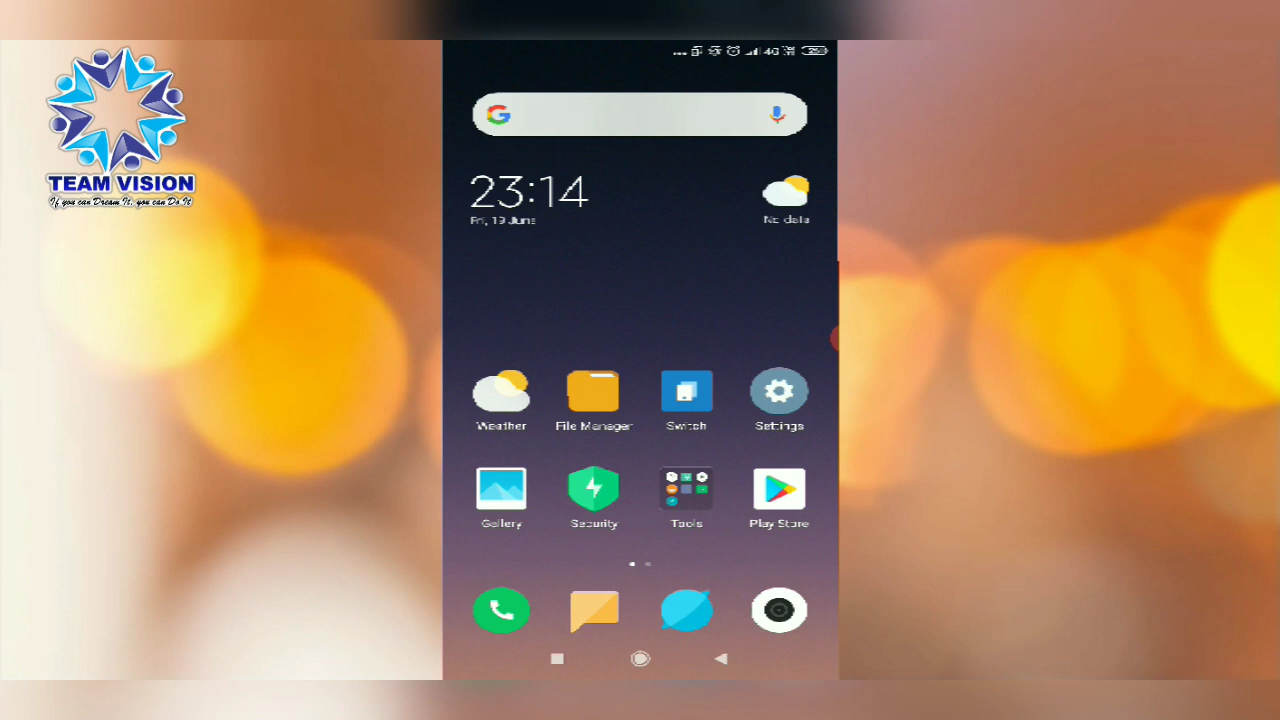 TEAM VISION
If you can Dream It, you can Do It
4G
23:14
Fri, 19 June
No data
Weather
File Manager
Switch
Settings
Gallery
Security
Tools
Play Store